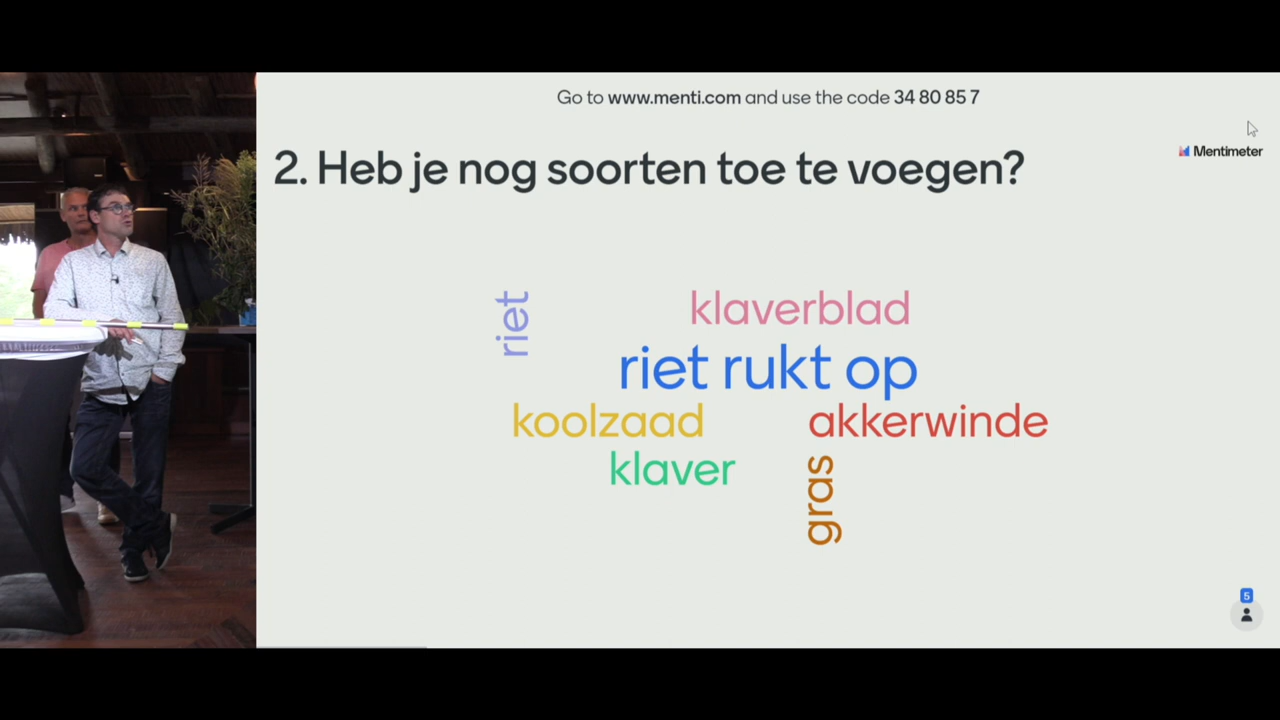 Go to www.menti.com and use the code 34 80 85 7
Mentimeter
2. Heb je nog soorten toe te voegen?
riet
klaverblad
riet rukt op
koolzaad
akkerwinde
klaver
gras
5